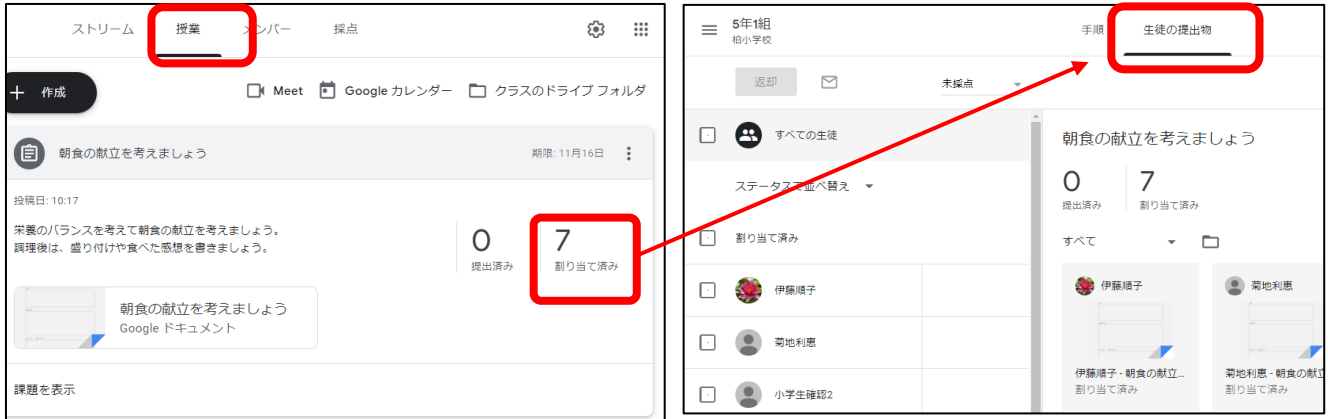 ストリーム 授業 メンバー 採点
+ 作成 Meet Google カレンダー クラスのドライブ フォルダ
朝食の献立を考えましょう 期限: 11月16日
投稿日: 10:17
栄養のバランスを考えて朝食の献立を考えましょう。
調理後は、盛り付けや食べた感想を書きましょう。
0 7
提出済み 割り当て済み
朝食の献立を考えましょう
Google ドキュメント
課題を表示
5年1組
柏小学校
手順 生徒の提出物
返却 未採点
すべての生徒
ステータスで並べ替え
割り当て済み
伊藤順子
菊地利恵
小学生確認2
朝食の献立を考えましょう
0 7
提出済み 割り当て済み
すべて
伊藤順子 菊地利恵
伊藤順子 - 朝食の献立... 菊地利恵 - 朝食の献立
割り当て済み 割り当て済み